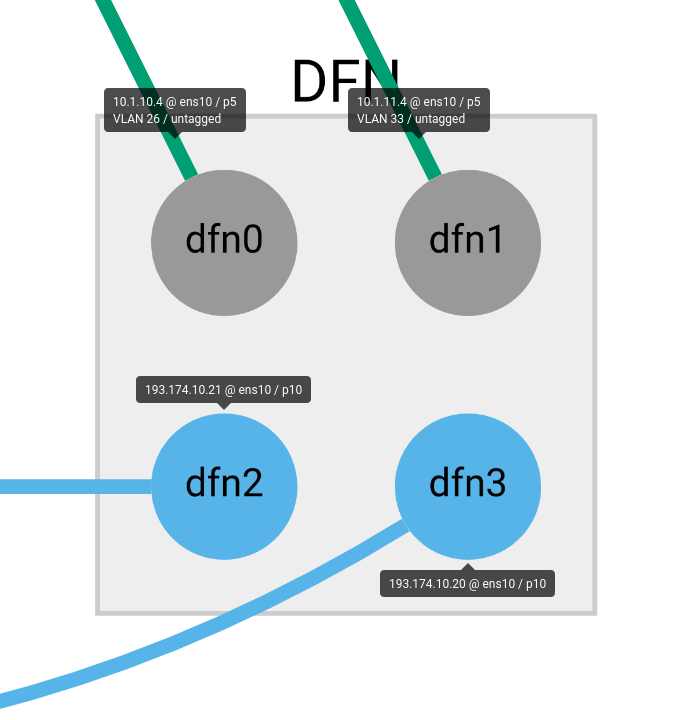 DFN
10.1.10.4 @ ens10 / p5
VLAN 26 / untagged
10.1.11.4 @ ens10 / p5
VLAN 33 / untagged
dfn0
dfn1
193.174.10.21 @ ens10 / p10
dfn2
dfn3
193.174.10.20 @ ens10 / p10